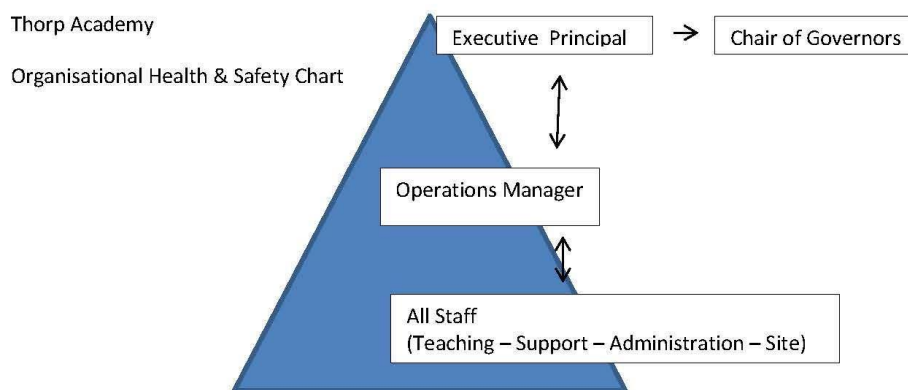 Thorp Academy
Organisational Health & Safety Chart
Executive Principal
Chair of Governors
Operations Manager
All Staff
(Teaching – Support – Administration – Site)